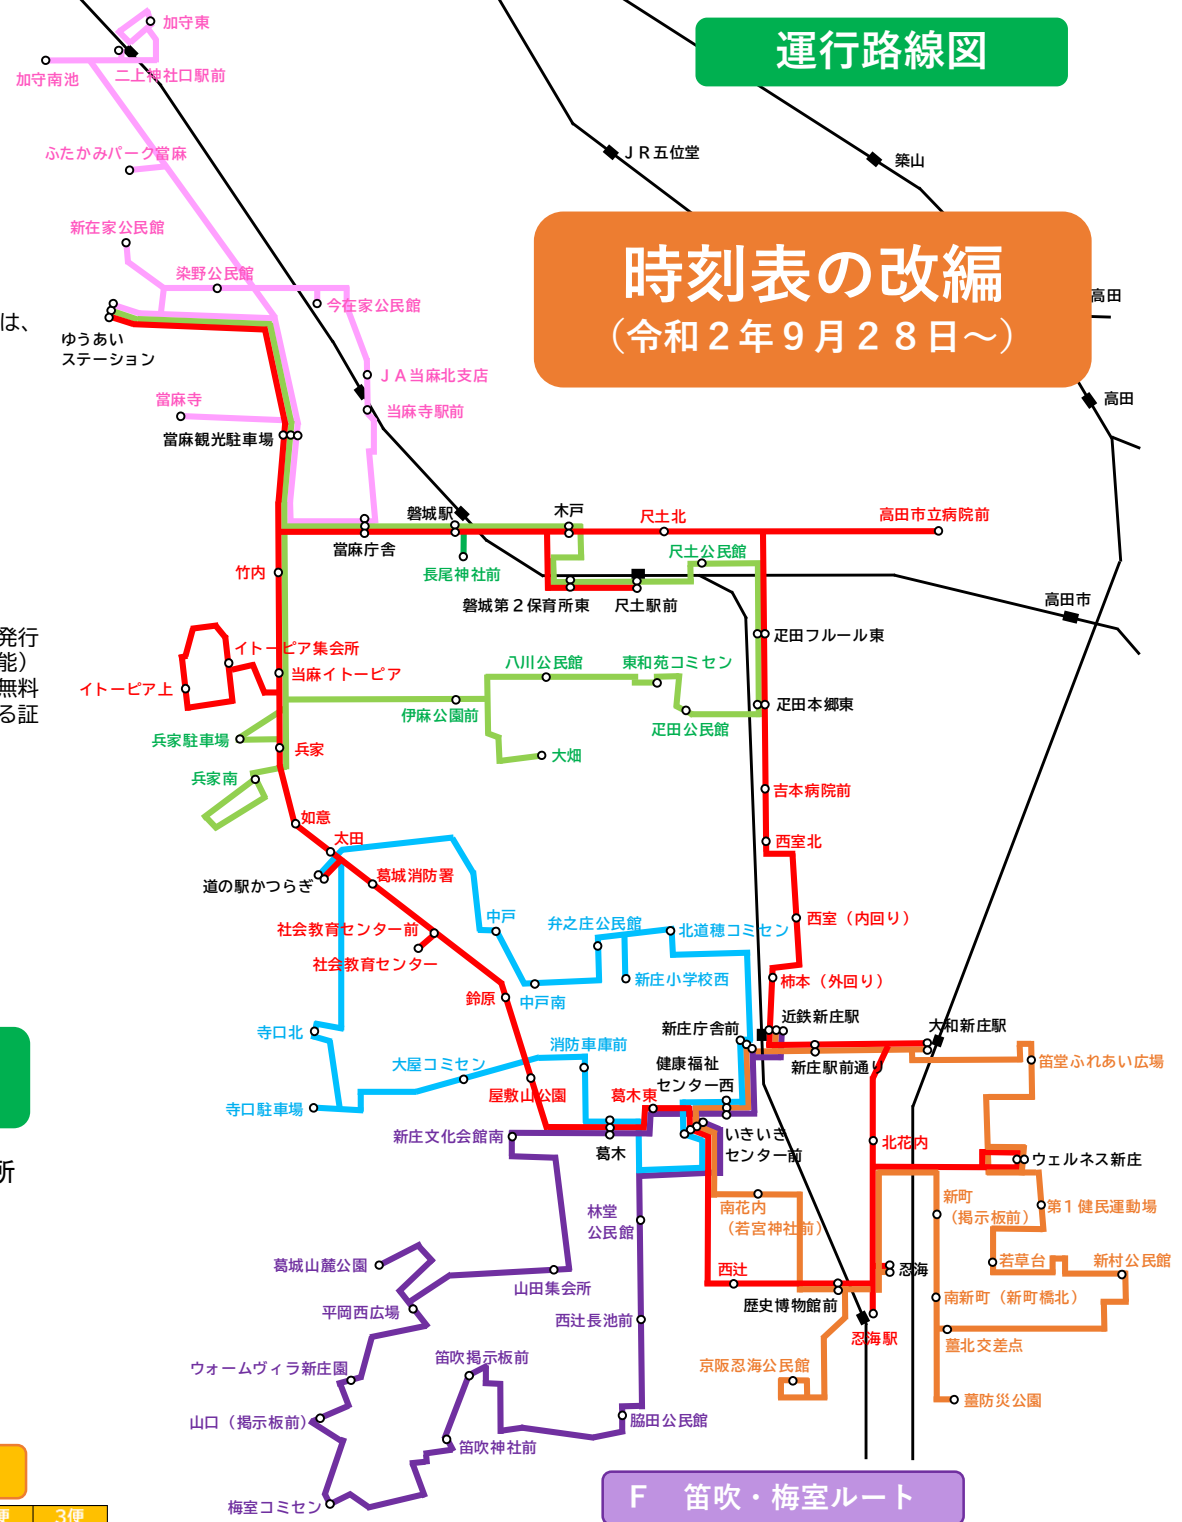 加守東
運行路線図
加守南池
二上神社口駅前
ＪＲ五位堂
築山
ふたかみパーク當麻
新在家公民館
時刻表の改編
（令和２年９月２８日～）
染野公民館
今在家公民館
高田
は、
ゆうあい
ステーション
ＪＡ当麻北支店
當麻寺
当麻寺駅前
高田
當麻観光駐車場
磐城駅
木戸
尺土北
高田市立病院前
當麻庁舎
長尾神社前
尺土公民館
竹内
磐城第２保育所東
尺土駅前
高田市
発行
能）
無料
る証
疋田フルール東
イトーピア集会所
当麻イトーピア
イトーピア上
八川公民館
東和苑コミセン
疋田本郷東
伊麻公園前
疋田公民館
兵家駐車場
兵家
大畑
兵家南
吉本病院前
如意
太田
西室北
道の駅かつらぎ
葛城消防署
社会教育センター前
中戸
弁之庄公民館
北道穂コミセン
西室（内回り）
社会教育センター
新庄小学校西
柿本（外回り）
鈴原
中戸南
寺口北
新庄庁舎前
近鉄新庄駅
大和新庄駅
消防車庫前
大屋コミセン
健康福祉
センター西
新庄駅前通り
笛堂ふれあい広場
屋敷山公園
葛木東
寺口駐車場
新庄文化会館南
葛木
いきいき
センター前
北花内
ウェルネス新庄
林堂
公民館
南花内
（若宮神社前）
新町
（掲示板前）
第１健民運動場
所
葛城山麓公園
山田集会所
西辻
忍海
若草台
新村公民館
平岡西広場
西辻長池前
歴史博物館前
南新町（新町橋北）
忍海駅
薑北交差点
ウォームヴィラ新庄園
笛吹掲示板前
京阪忍海公民館
山口（掲示板前）
脇田公民館
薑防災公園
笛吹神社前
梅室コミセン
Ｆ　笛吹・梅室ルート
便
3便